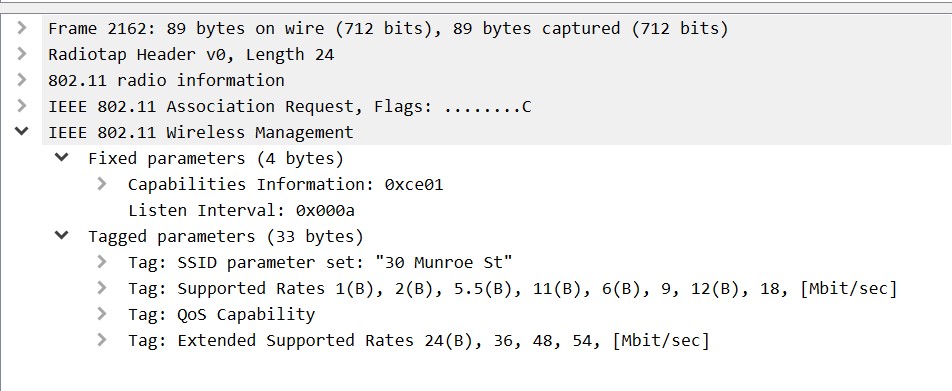 Frame 2162: 89 bytes on wire (712 bits), 89 bytes captured (712 bits)
Radiotap Header v0, Length 24
802.11 radio information
IEEE 802.11 Association Request, Flags: ........C
IEEE 802.11 Wireless Management
Fixed parameters (4 bytes)
Capabilities Information: 0xce01
Listen Interval: 0x000a
Tagged parameters (33 bytes)
Tag: SSID parameter set: "30 Munroe St"
Tag: Supported Rates 1(B), 2(B), 5.5(B), 11(B), 6(B), 9, 12(B), 18, [Mbit/sec]
Tag: QoS Capability
Tag: Extended Supported Rates 24(B), 36, 48, 54, [Mbit/sec]